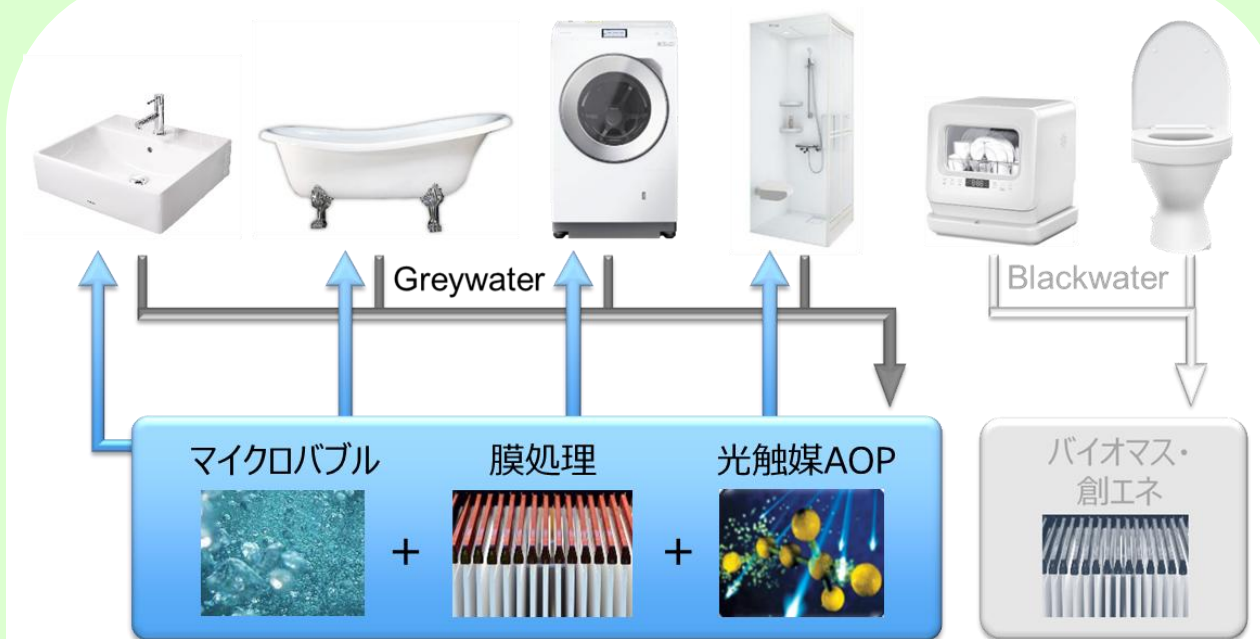 Greywater
Blackwater
マイクロバブル
膜処理
光触媒AOP
バイオマス・
創エネ
+
+